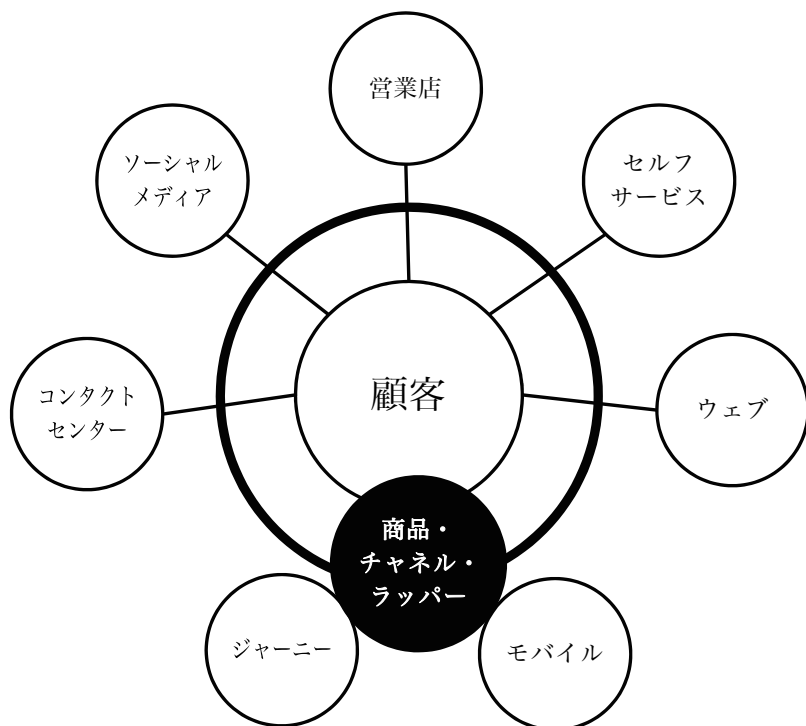 営業店
ソーシャル
メディア
セルフ
サービス
コンタクト
センター
顧客
ウェブ
商品・
チャネル・
ラッパー
ジャーニー
モバイル